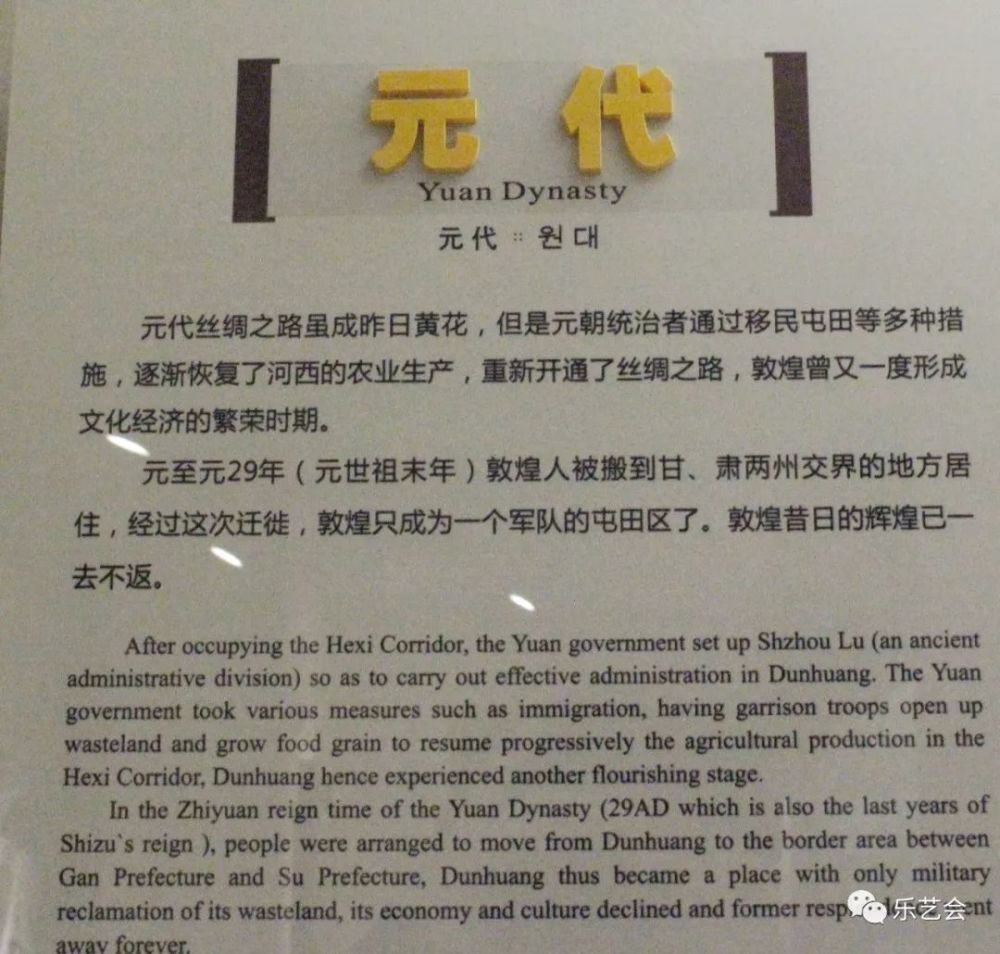 元代
Yuan Dynasty
元代 :: 원대
元代丝绸之路虽成昨日黄花，但是元朝统治者通过移民屯田等多种措
施，逐渐恢复了河西的农业生产，重新开通了丝绸之路，敦煌曾又一度形成
文化经济的繁荣时期。
元至元29年（元世祖末年）敦煌人被搬到甘、肃两州交界的地方居
住，经过这次迁徙，敦煌只成为一个军队的屯田区了。敦煌昔日的辉煌已一
去不返。
After occupying the Hexi Corridor, the Yuan government set up Shzhou Lu (an ancient
administrative division) so as to carry out effective administration in Dunhuang. The Yuan
government took various measures such as immigration, having garrison troops open up
wasteland and grow food grain to resume progressively the agricultural production in the
Hexi Corridor, Dunhuang hence experienced another flourishing stage.
In the Zhiyuan reign time of the Yuan Dynasty (29AD which is also the last years of
Shizu`s reign ), people were arranged to move from Dunhuang to the border area between
Gan Prefecture and Su Prefecture, Dunhuang thus became a place with only military
reclamation of its wasteland, its economy and culture declined and former
away forever.
乐艺会